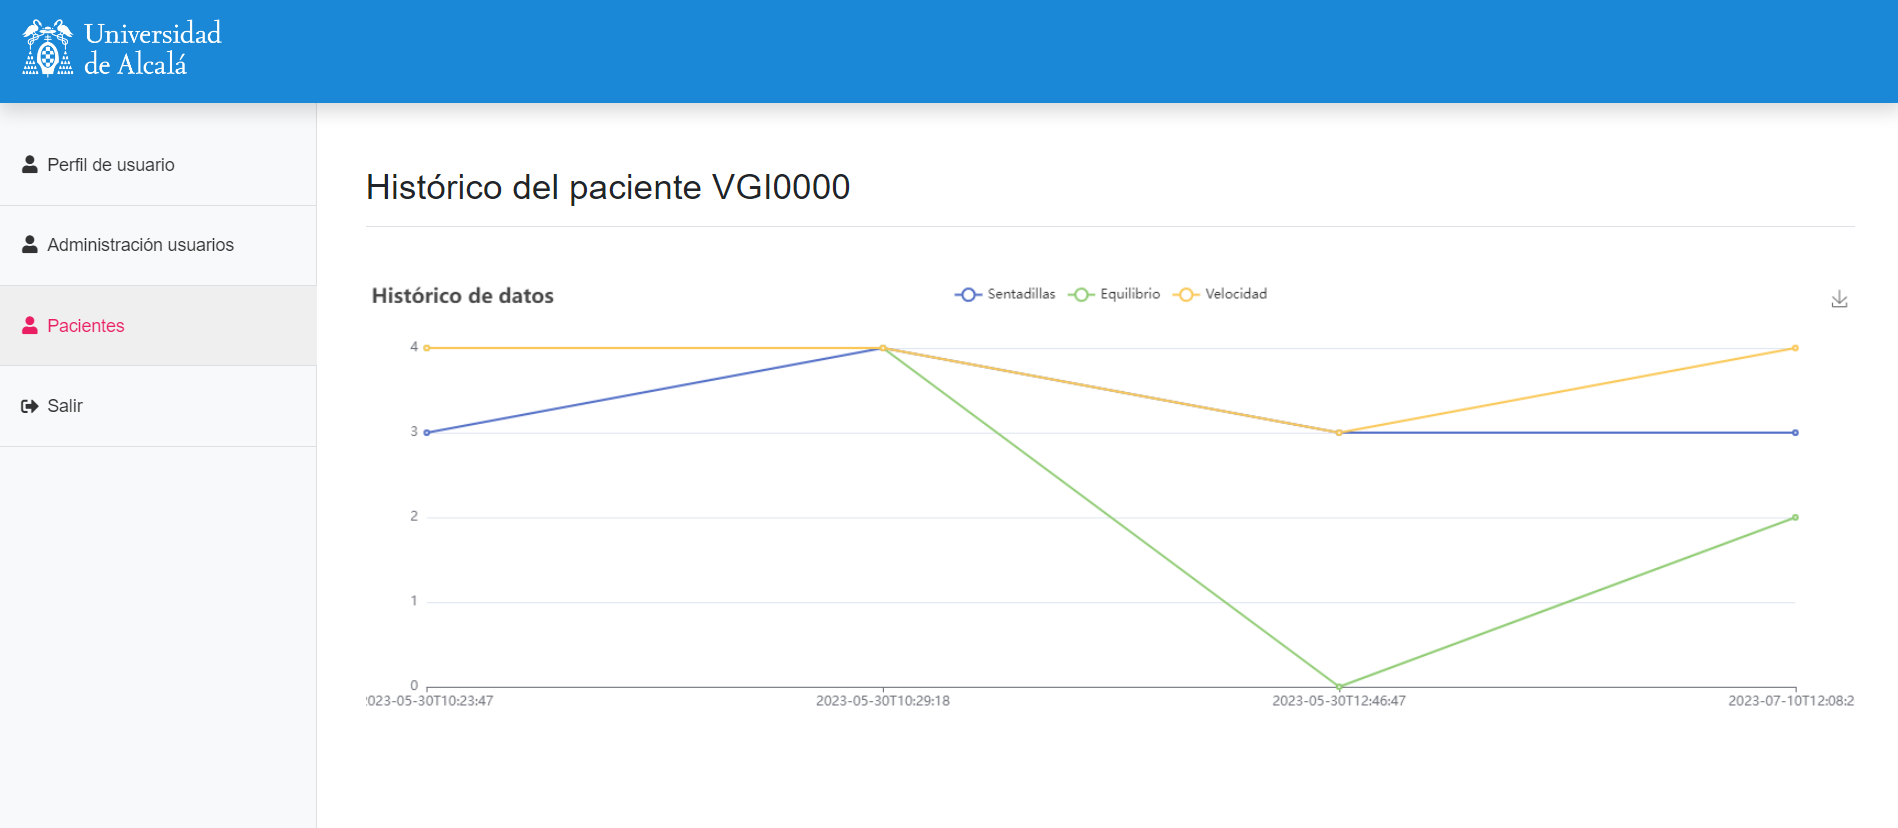 Universidad
de Alcalá
Perfil de usuario
Administración usuarios
Pacientes
Salir
Histórico del paciente VGI0000
Histórico de datos
Sentadillas
Equilibrio
Velocidad
4
3
2
1
0
023-05-30T10:23:47
2023-05-30T10:29:18
2023-05-30T12:46:47
2023-07-10T12:08:2